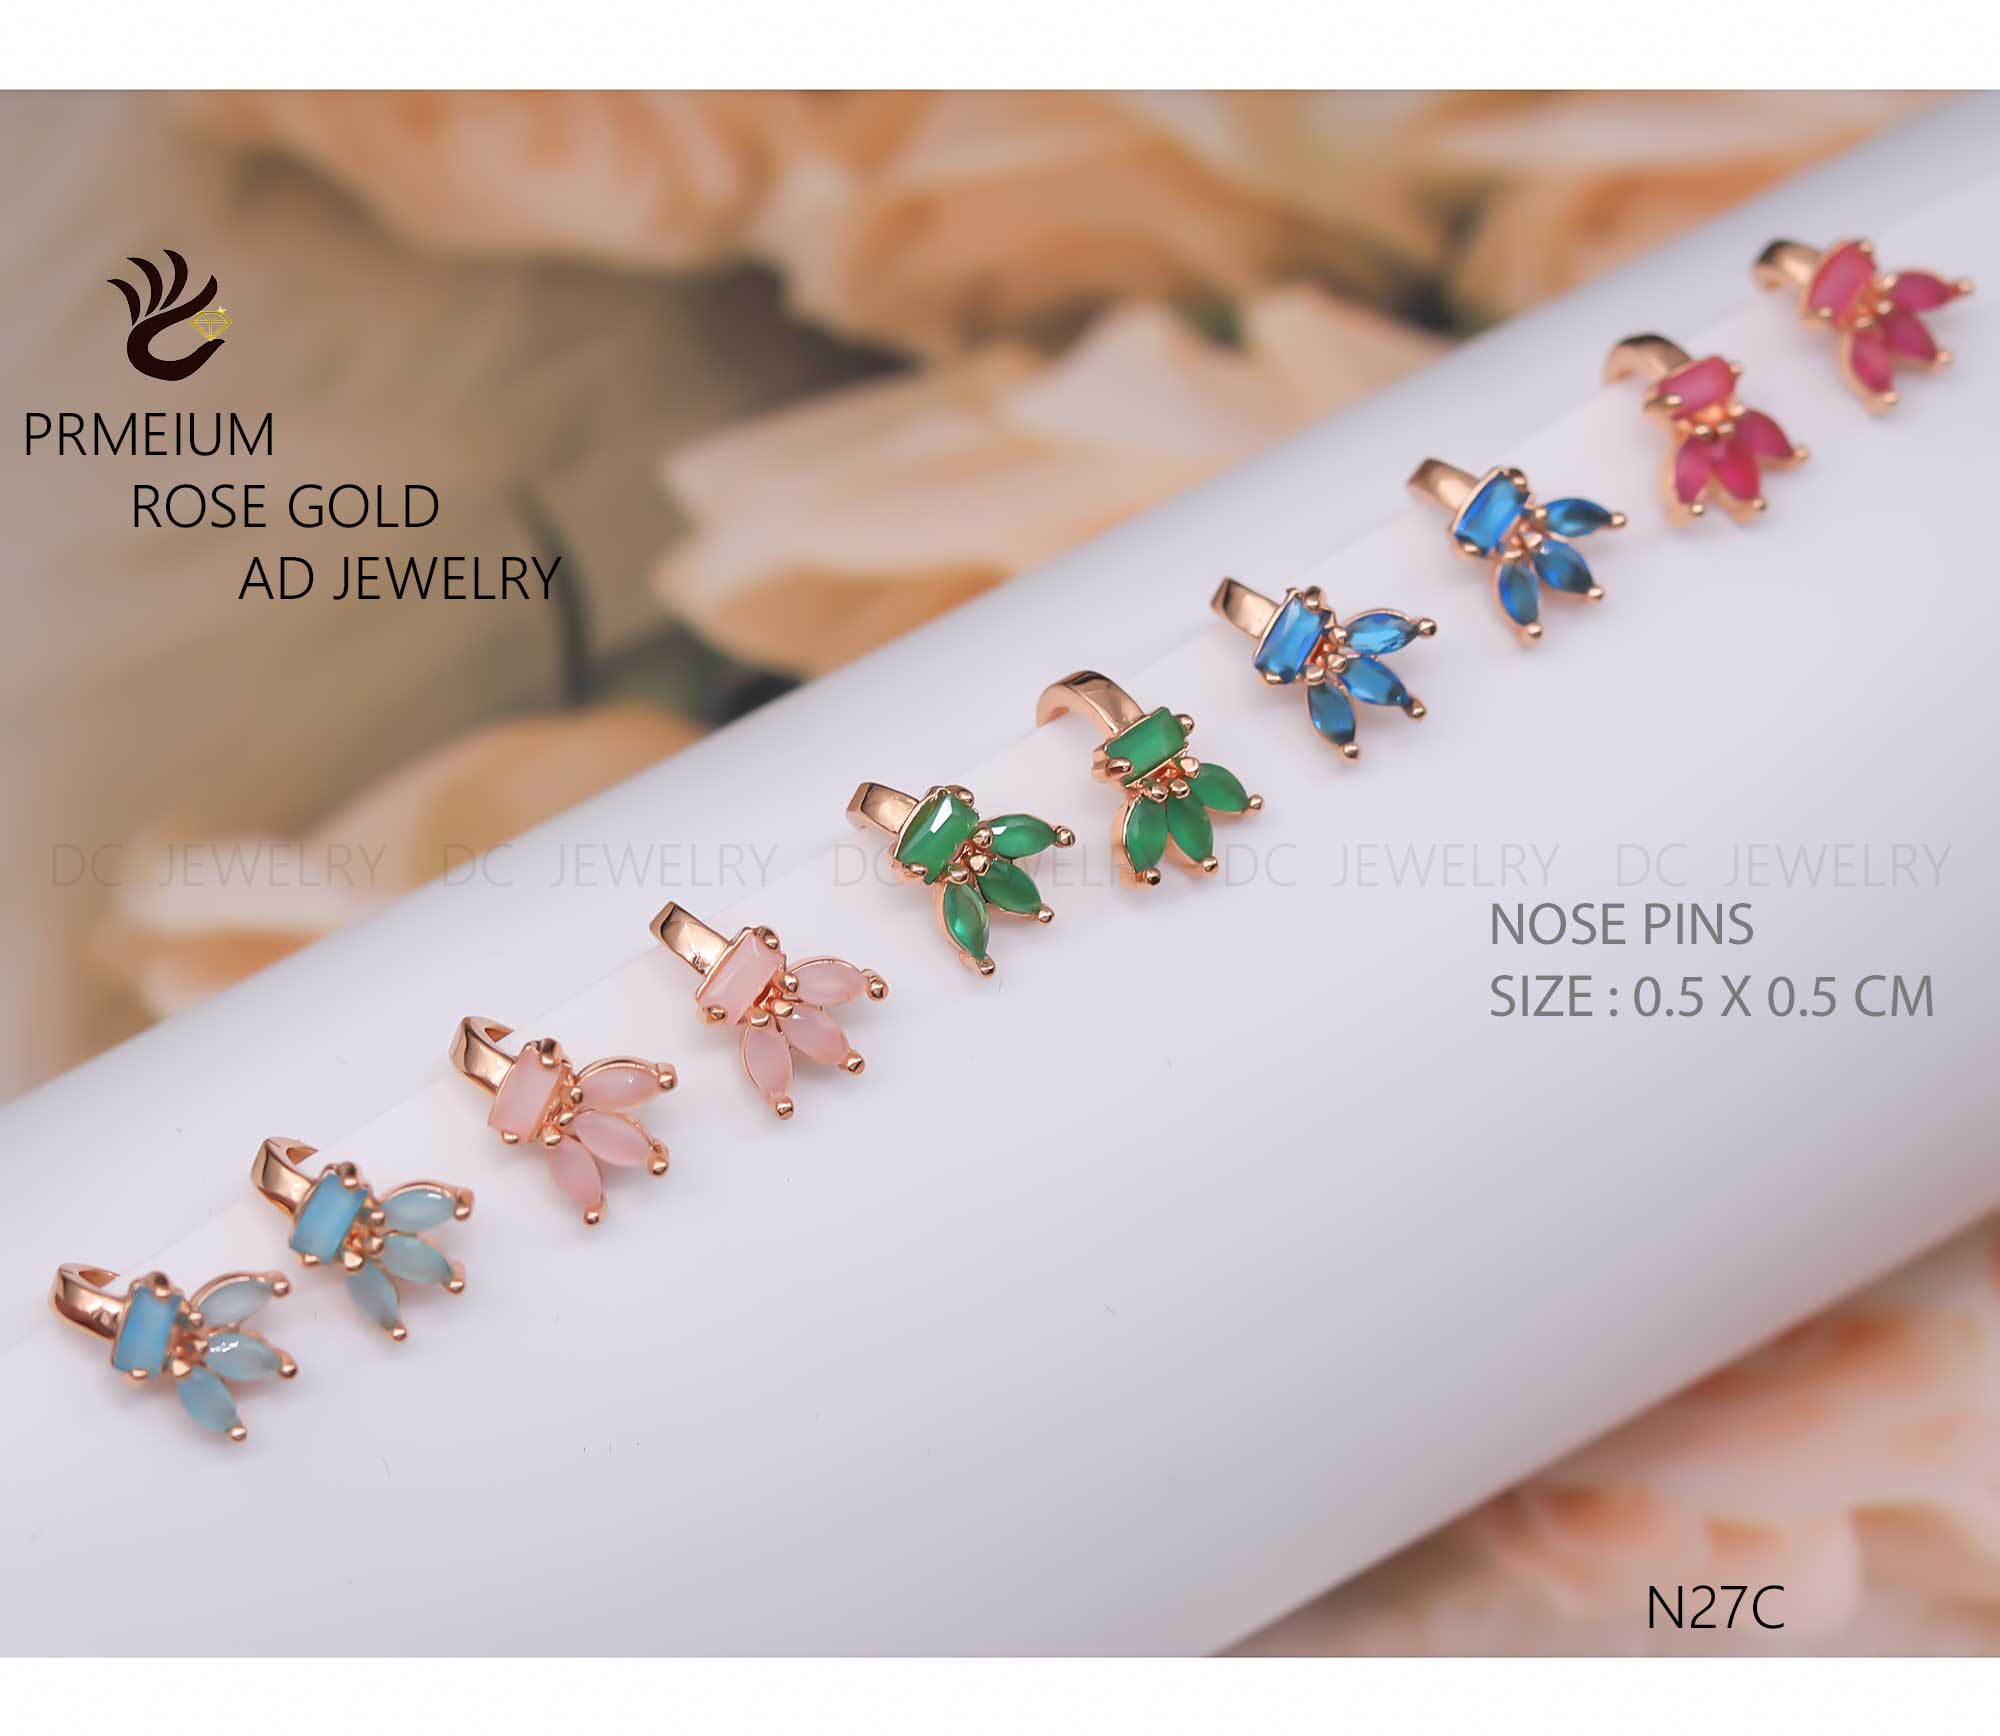 PRMEIUM
ROSE GOLD
AD JEWELRY
DC JEWELRY DC JEWELRY DC JEWELRY DC JEWELRY DC JEWELRY
NOSE PINS
SIZE : 0.5 X 0.5 CM
N27C